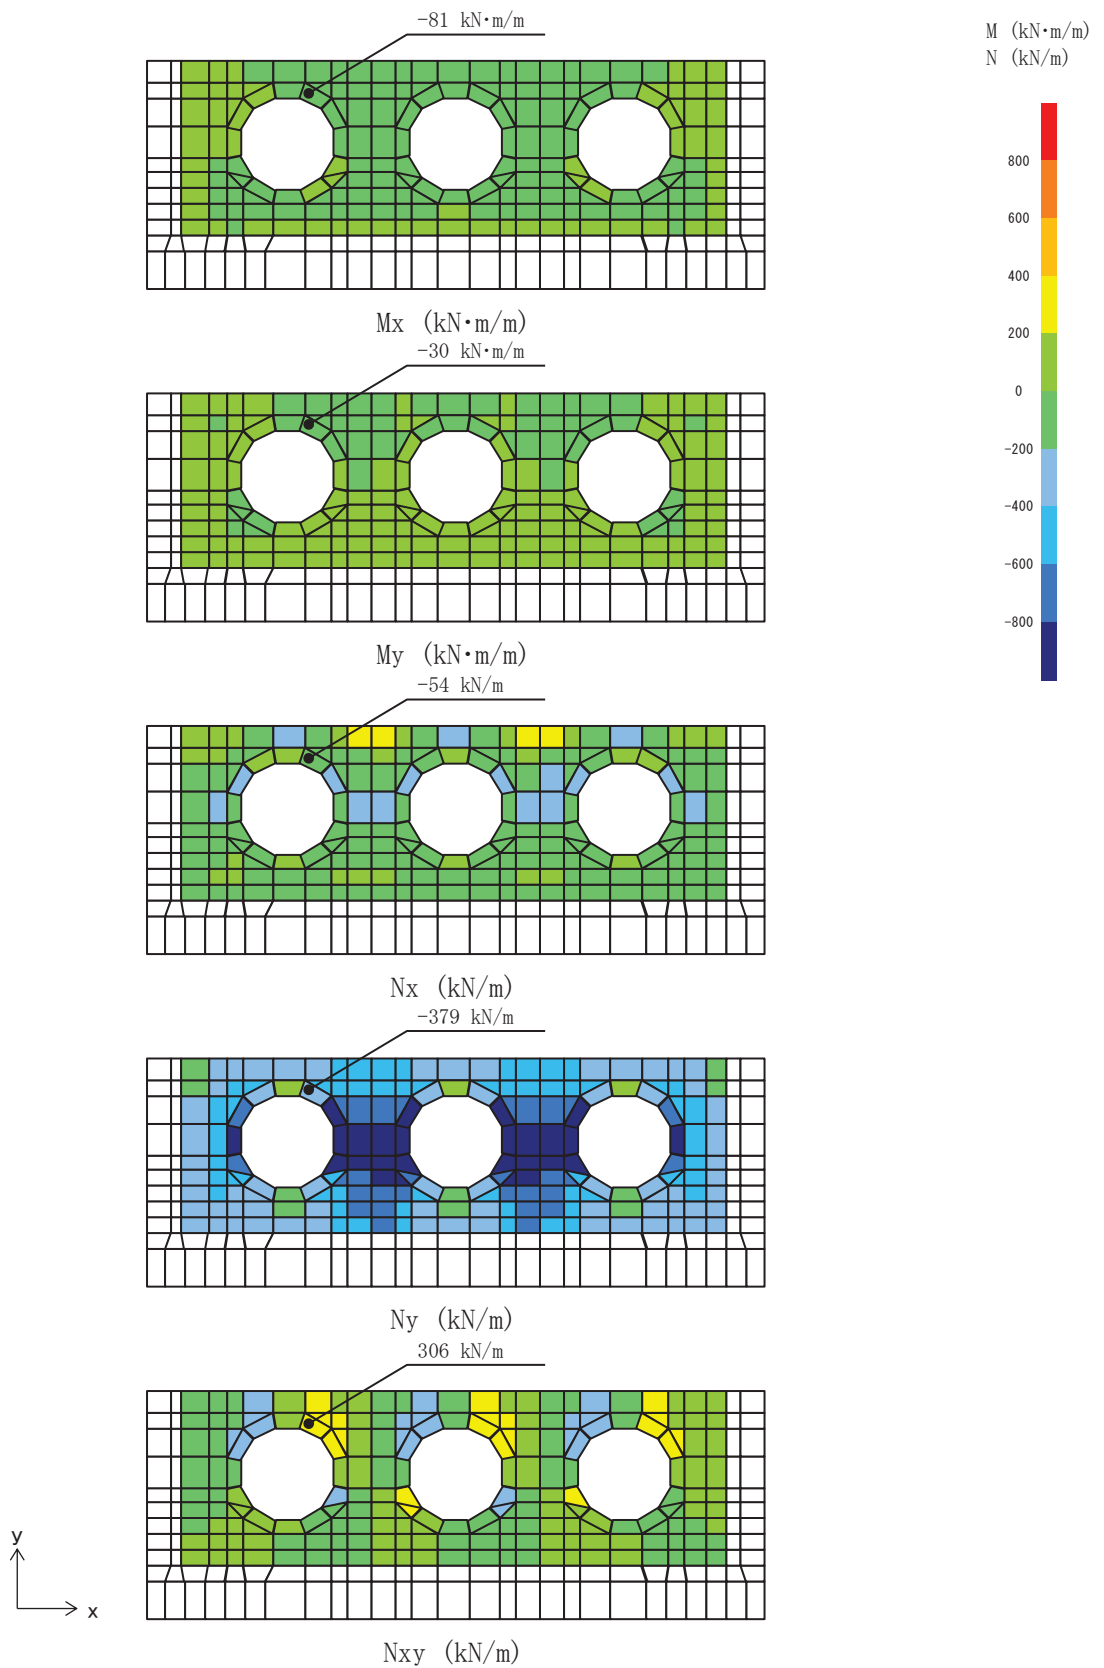 -81 kN·m/m
M (kN·m/m)
N (kN/m)
800
600
400
200
0
-200
-400
-600
-800
Mx (kN·m/m)
-30 kN·m/m
My (kN·m/m)
-54 kN/m
Nx (kN/m)
-379 kN/m
Ny (kN/m)
306 kN/m
y
x
Nxy (kN/m)